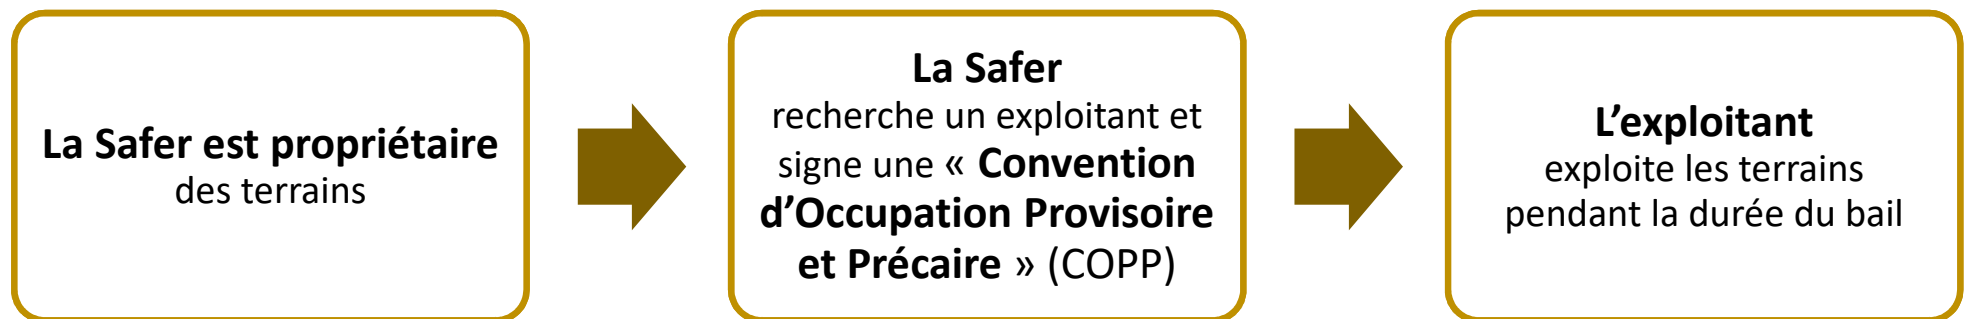 La Safer est propriétaire
des terrains
La Safer
recherche un exploitant et
signe une « Convention
d’Occupation Provisoire
et Précaire » (COPP)
L’exploitant
exploite les terrains
pendant la durée du bail